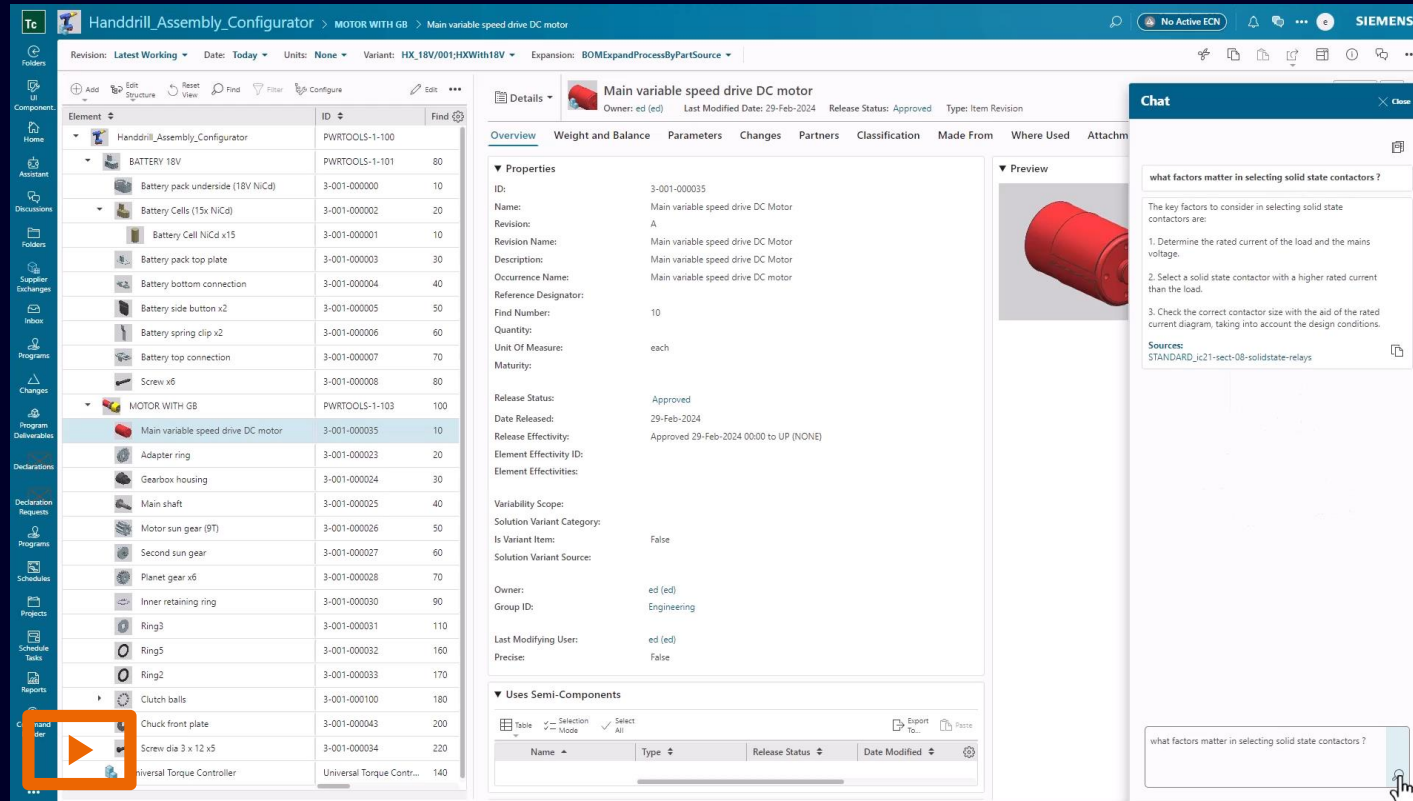 Tc Handdrill_Assembly_Configurator > MOTOR WITH GB > Main variable speed drive DC motor No Active ECN e SIEMENS
Revision: Latest Working Date: Today Units: None Variant: HX_18V/001;HXWith18V Expansion: BOMExpandProcessByPartSource
Folders
UI
Component.
Home
Assistant
Discussions
Folders
Supplier
Exchanges
Inbox
Programs
Changes
Program
Deliverables
Declarations
Declaration
Requests
Programs
Schedules
Projects
Schedule
Tasks
Reports
Add Edit Structure Reset View Find Filter Configure Edit
Element ID Find
Handdrill_Assembly_Configurator PWRTOOLS-1-100
BATTERY 18V PWRTOOLS-1-101 80
Battery pack underside (18V NiCd) 3-001-000000 10
Battery Cells (15x NiCd) 3-001-000002 20
Battery Cell NiCd x15 3-001-000001 10
Battery pack top plate 3-001-000003 30
Battery bottom connection 3-001-000004 40
Battery side button x2 3-001-000005 50
Battery spring clip x2 3-001-000006 60
Battery top connection 3-001-000007 70
Screw x6 3-001-000008 80
MOTOR WITH GB PWRTOOLS-1-103 100
Main variable speed drive DC motor 3-001-000035 10
Adapter ring 3-001-000023 20
Gearbox housing 3-001-000024 30
Main shaft 3-001-000025 40
Motor sun gear (9T) 3-001-000026 50
Second sun gear 3-001-000027 60
Planet gear x6 3-001-000028 70
Inner retaining ring 3-001-000030 90
Ring3 3-001-000031 110
Ring5 3-001-000032 160
Ring2 3-001-000033 170
Clutch balls 3-001-000100 180
Chuck front plate 3-001-000043 200
Screw dia 3 x 12 x5 3-001-000034 220
niversal Torque Controller Universal Torque Contr... 140
Details Main variable speed drive DC motor
Owner: ed (ed) Last Modified Date: 29-Feb-2024 Release Status: Approved Type: Item Revision
Overview Weight and Balance Parameters Changes Partners Classification Made From Where Used Attachm
Properties
ID: 3-001-000035
Name: Main variable speed drive DC Motor
Revision: A
Revision Name: Main variable speed drive DC Motor
Description: Main variable speed drive DC Motor
Occurrence Name: Main variable speed drive DC motor
Reference Designator:
Find Number: 10
Quantity:
Unit Of Measure: each
Maturity:
Release Status: Approved
Date Released: 29-Feb-2024
Release Effectivity: Approved 29-Feb-2024 00:00 to UP (NONE)
Element Effectivity ID:
Element Effectivities:
Variability Scope:
Solution Variant Category:
Is Variant Item: False
Solution Variant Source:
Owner: ed (ed)
Group ID: Engineering
Last Modifying User: ed (ed)
Precise: False
Uses Semi-Components
Table Selection Mode Select All Export To... Paste
Name Type Release Status Date Modified
Preview
Chat Close
what factors matter in selecting solid state contactors ?
The key factors to consider in selecting solid state
contactors are:
1. Determine the rated current of the load and the mains
voltage.
2. Select a solid state contactor with a higher rated current
than the load.
3. Check the correct contactor size with the aid of the rated
current diagram, taking into account the design conditions.
Sources:
STANDARD_ic21-sect-08-solidstate-relays
what factors matter in selecting solid state contactors ?